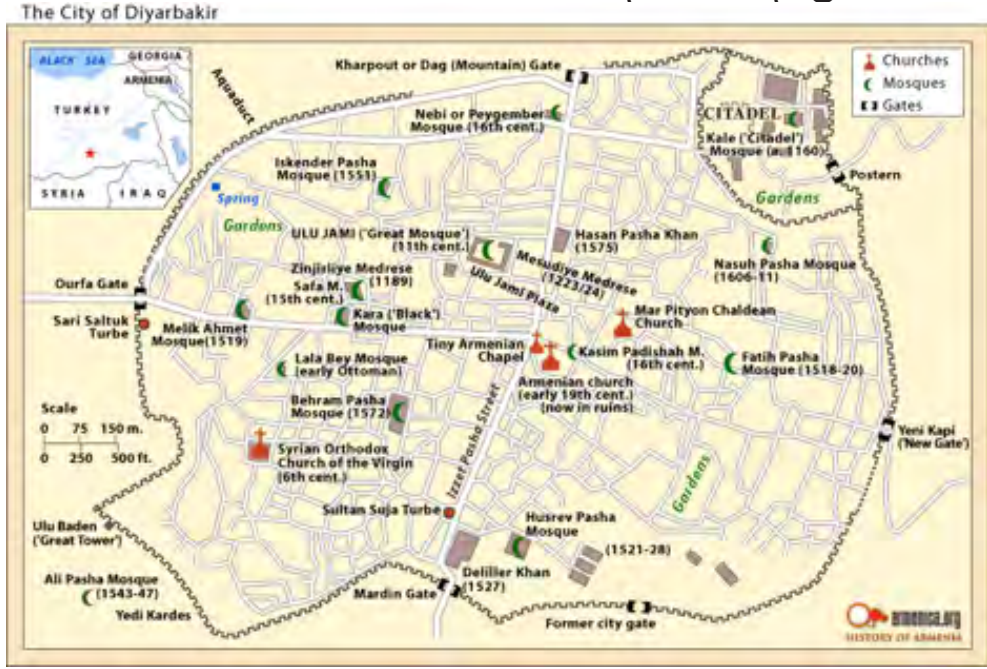 The City of Diyarbakir
BLACK SEA
GEORGIA
ARMENIA
TURKEY
SYRIA
IRAQ
Aquaduct
Kharpout or Dag (Mountain) Gate
Churches
Mosques
Gates
Nebi or Peygember
Mosque (16th cent.)
CITADEL
Kale ('Citadel')
Mosque
Postern
Iskender Pasha
Mosque (1551)
Spring
Gardens
Gardens
ULU JAMI ('Great Mosque')
(11th cent.)
Hasan Pasha Khan
(1575)
Mesudiye Medrese
(1223/24)
Ulu Jami Plaza
Nasuh Pasha Mosque
(1606-11)
Zinjisliye Medrese
(1189)
Safa M.
(15th cent.)
Ourfa Gate
Sari Saltuk
Turbe
Melik Ahmet
Mosque(1519)
Kara ('Black')
Mosque
Mar Pityon Chaldean
Church
Tiny Armenian
Chapel
Kasim Padishah M.
(16th cent.)
Fatih Pasha
Mosque (1518-20)
Lala Bey Mosque
(early Ottoman)
Armenian church
(early 19th cent.)
(now in ruins)
Behram Pasha
Mosque (1572)
Scale
0 75 150 m.
0 250 500 ft.
Syrian Orthodox
Church of the Virgin
(6th cent.)
Izzet Pasha Street
Yeni Kapi
('New Gate')
Gardens
Sultan Suja Turbe
Ulu Baden
('Great Tower')
Husrev Pasha
Mosque
(1521-28)
Deliller Khan
(1527)
Ali Pasha Mosque
(1543-47)
Yedi Kardes
Mardin Gate
Former city gate
armenica.org
HISTORY OF ARMENIA